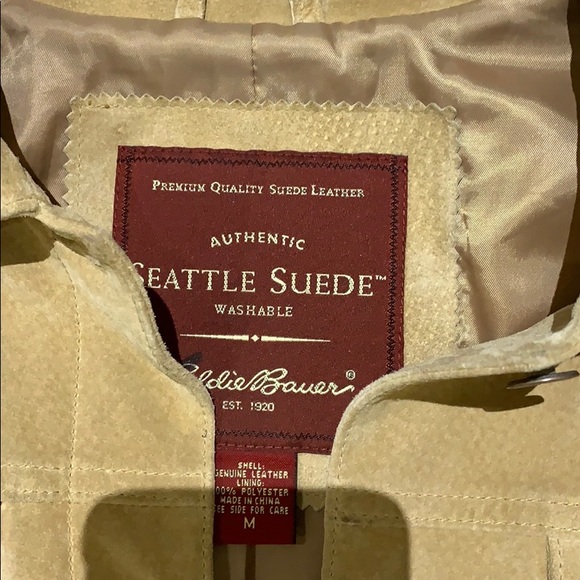 PREMIUM QUALITY SUEDE LEATHER
AUTHENTIC
SEATTLE SUEDE™
WASHABLE
Eddie Bauer®
EST. 1920
SHELL:
GENUINE LEATHER
LINING:
100% POLYESTER
MADE IN CHINA
SEE SIDE FOR CARE
M